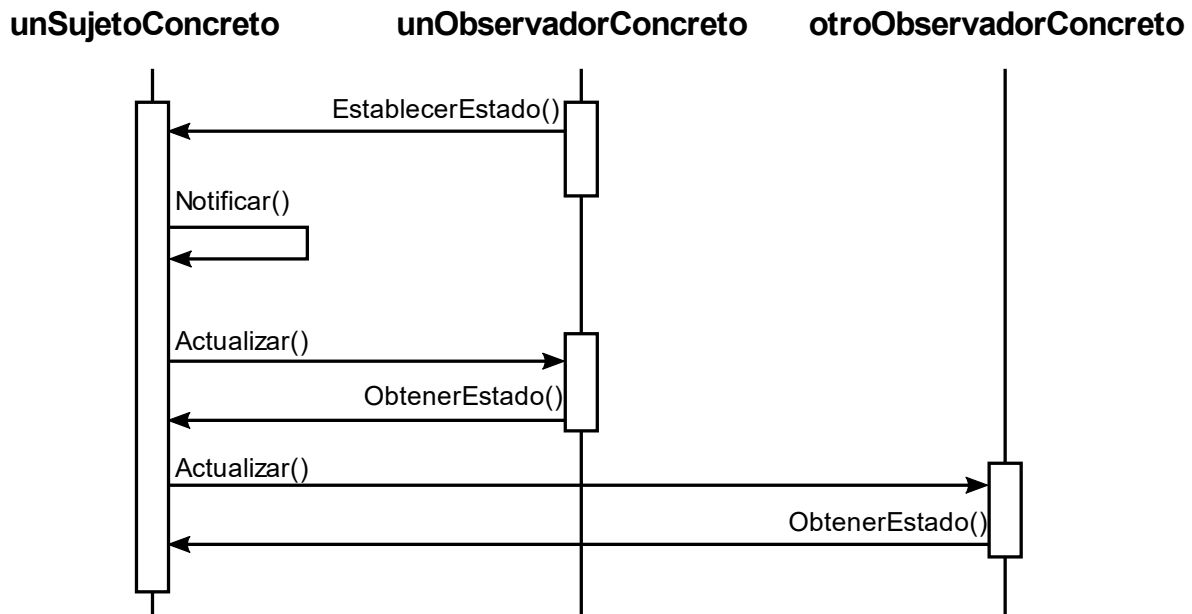 unSujetoConcreto unObservadorConcreto otroObservadorConcreto
EstablecerEstado()
Notificar()
Actualizar()
ObtenerEstado()
Actualizar()
ObtenerEstado()